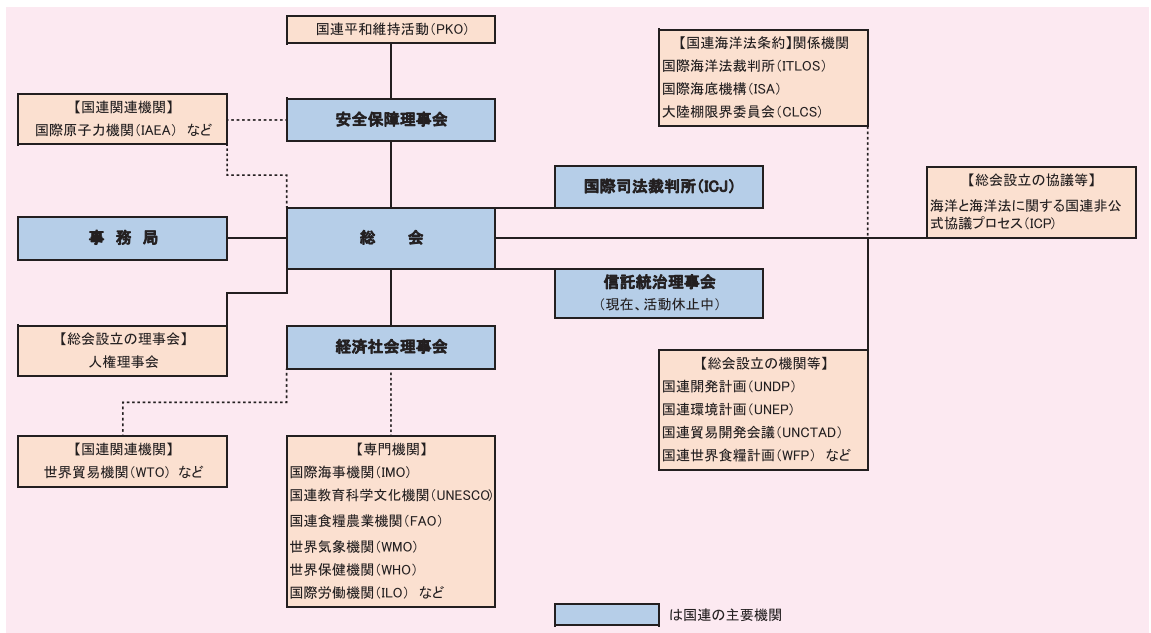 国連平和維持活動(PKO)
【国連海洋法条約】関係機関
国際海洋法裁判所(ITLOS)
国際海底機構(ISA)
大陸棚限界委員会(CLCS)
【国連関連機関】
国際原子力機関(IAEA) など
安全保障理事会
国際司法裁判所(ICJ)
【総会設立の協議等】
海洋と海洋法に関する国連非公
式協議プロセス(ICP)
事 務 局
総 会
信託統治理事会
(現在、活動休止中)
【総会設立の理事会】
人権理事会
経済社会理事会
【総会設立の機関等】
国連開発計画(UNDP)
国連環境計画(UNEP)
国連貿易開発会議(UNCTAD)
国連世界食糧計画(WFP) など
【国連関連機関】
世界貿易機関(WTO) など
【専門機関】
国際海事機関(IMO)
国連教育科学文化機関(UNESCO)
国連食糧農業機関(FAO)
世界気象機関(WMO)
世界保健機関(WHO)
国際労働機関(ILO) など
は国連の主要機関